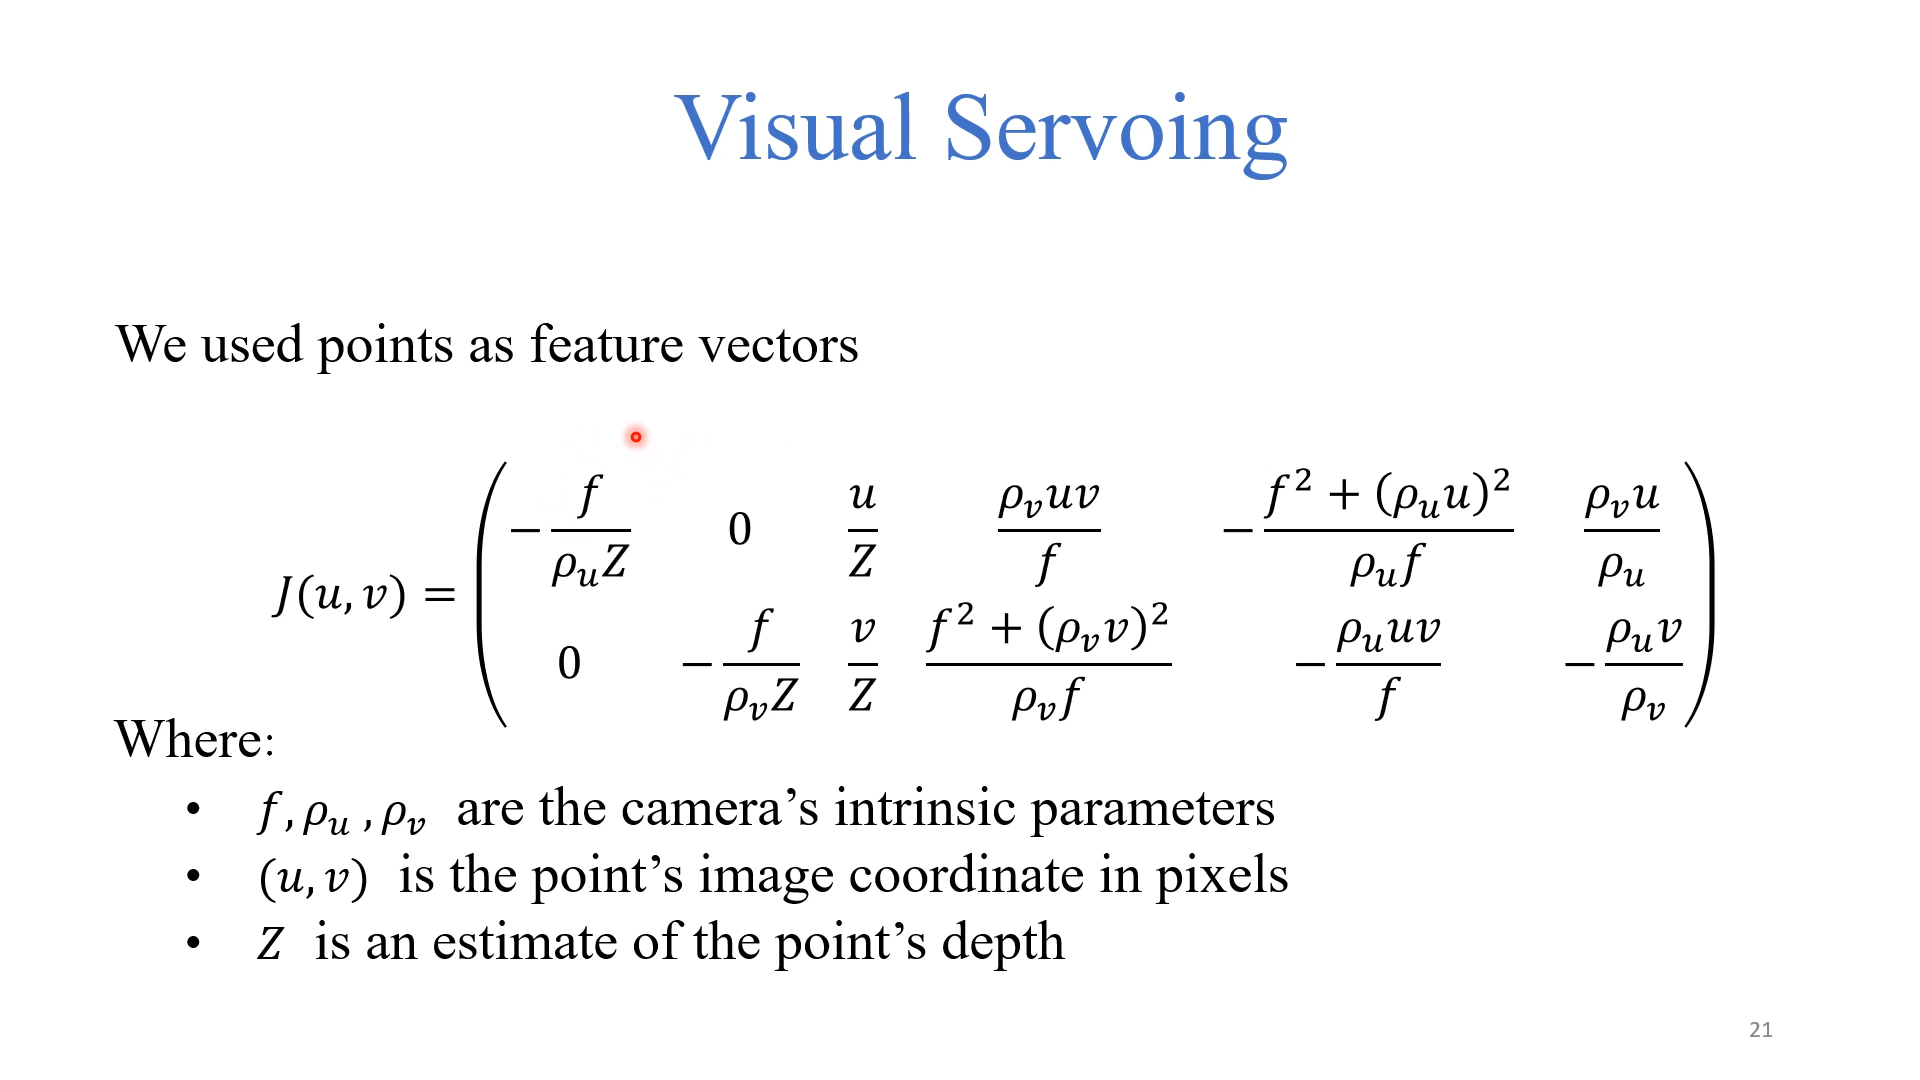 Visual Servoing
We used points as feature vectors
J(u, v) = ( −f/(ρ_u Z)  0  u/Z  ρ_v uv/f  −(f² + (ρ_u u)²)/(ρ_u f)  ρ_v u/ρ_u
0  −f/(ρ_v Z)  v/Z  (f² + (ρ_v v)²)/(ρ_v f)  −ρ_u uv/f  −ρ_u v/ρ_v )
Where:
• f, ρ_u , ρ_v are the camera’s intrinsic parameters
• (u, v) is the point’s image coordinate in pixels
• Z is an estimate of the point’s depth
21